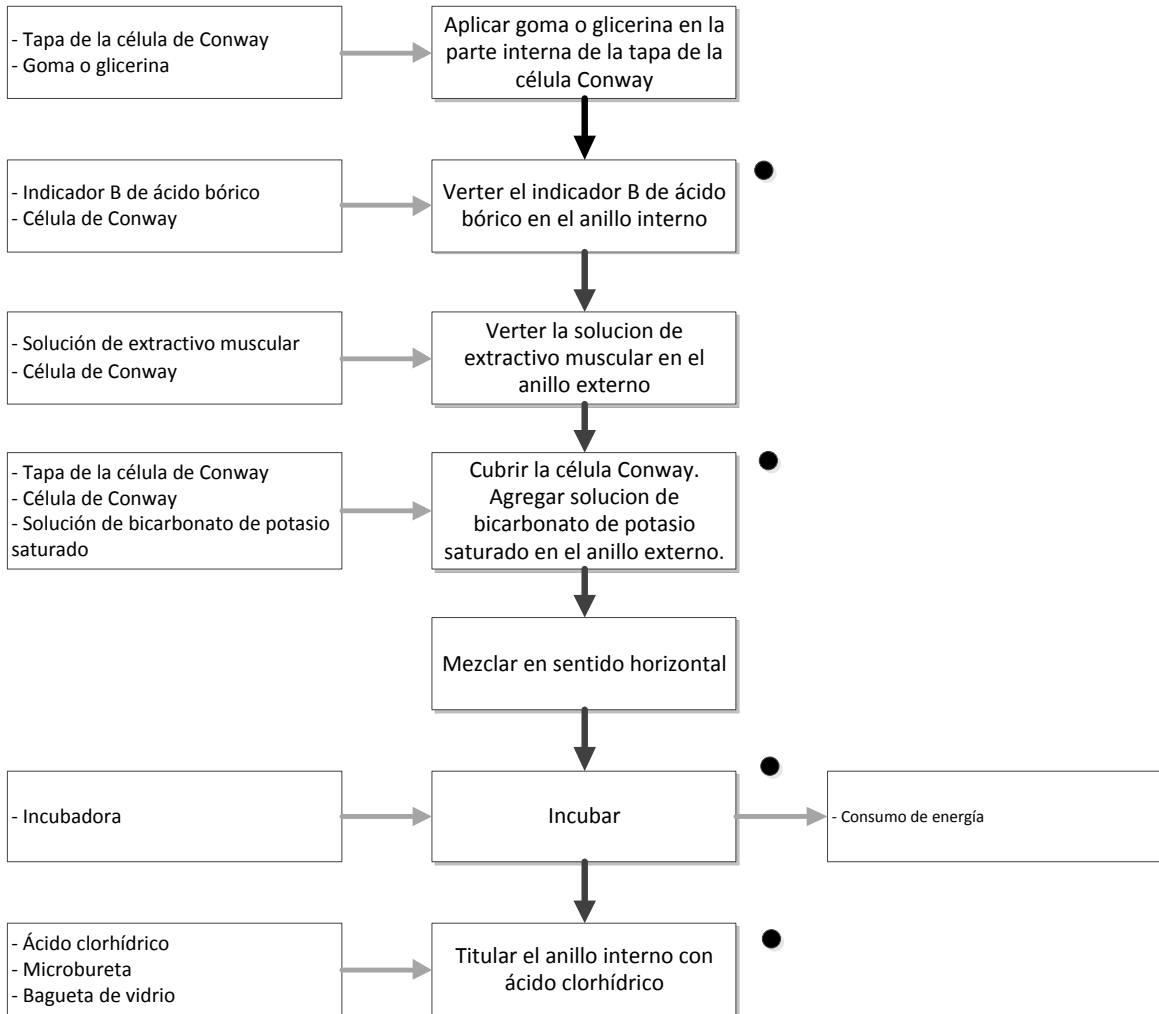 - Tapa de la célula de Conway
- Goma o glicerina
Aplicar goma o glicerina en la
parte interna de la tapa de la
célula Conway
- Indicador B de ácido bórico
- Célula de Conway
Verter el indicador B de ácido
bórico en el anillo interno
- Solución de extractivo muscular
- Célula de Conway
Verter la solucion de
extractivo muscular en el
anillo externo
- Tapa de la célula de Conway
- Célula de Conway
- Solución de bicarbonato de potasio
saturado
Cubrir la célula Conway.
Agregar solucion de
bicarbonato de potasio
saturado en el anillo externo.
Mezclar en sentido horizontal
- Incubadora
Incubar
- Consumo de energía
- Ácido clorhídrico
- Microbureta
- Bagueta de vidrio
Titular el anillo interno con
ácido clorhídrico